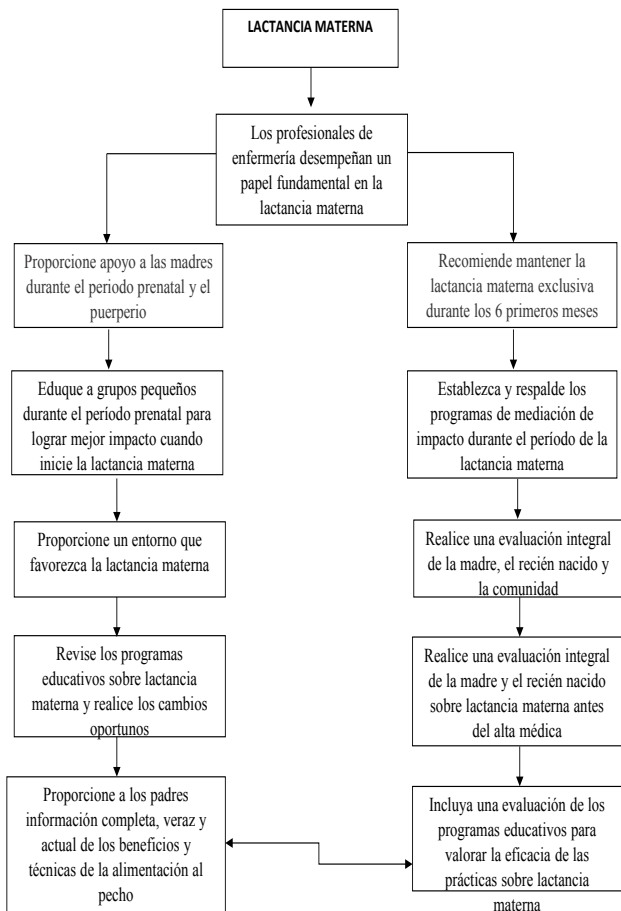 LACTANCIA MATERNA
Los profesionales de
enfermería desempeñan un
papel fundamental en la
lactancia materna
Proporcione apoyo a las madres
durante el periodo prenatal y el
puerperio
Recomiende mantener la
lactancia materna exclusiva
durante los 6 primeros meses
Eduque a grupos pequeños
durante el período prenatal para
lograr mejor impacto cuando
inicie la lactancia materna
Establezca y respalde los
programas de mediación de
impacto durante el período de la
lactancia materna
Proporcione un entorno que
favorezca la lactancia materna
Realice una evaluación integral
de la madre, el recién nacido y
la comunidad
Revise los programas
educativos sobre lactancia
materna y realice los cambios
oportunos
Realice una evaluación integral
de la madre y el recién nacido
sobre lactancia materna antes
del alta médica
Proporcione a los padres
información completa, veraz y
actual de los beneficios y
técnicas de la alimentación al
pecho
Incluya una evaluación de los
programas educativos para
valorar la eficacia de las
prácticas sobre lactancia
materna